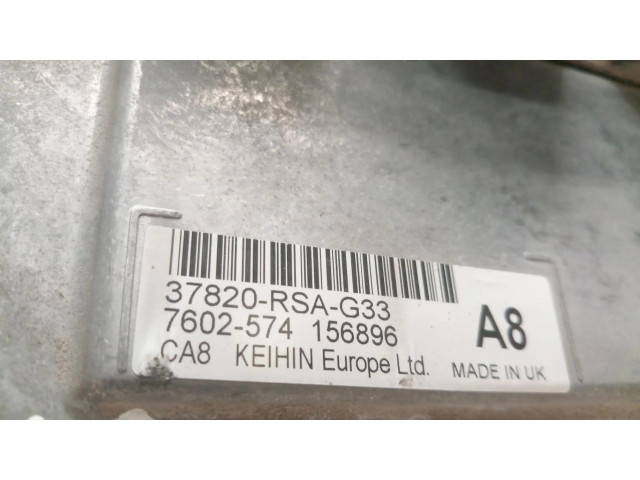 37820-RSA-G33
7602-574 156896 A8
CA8 KEIHIN Europe Ltd. MADE IN UK